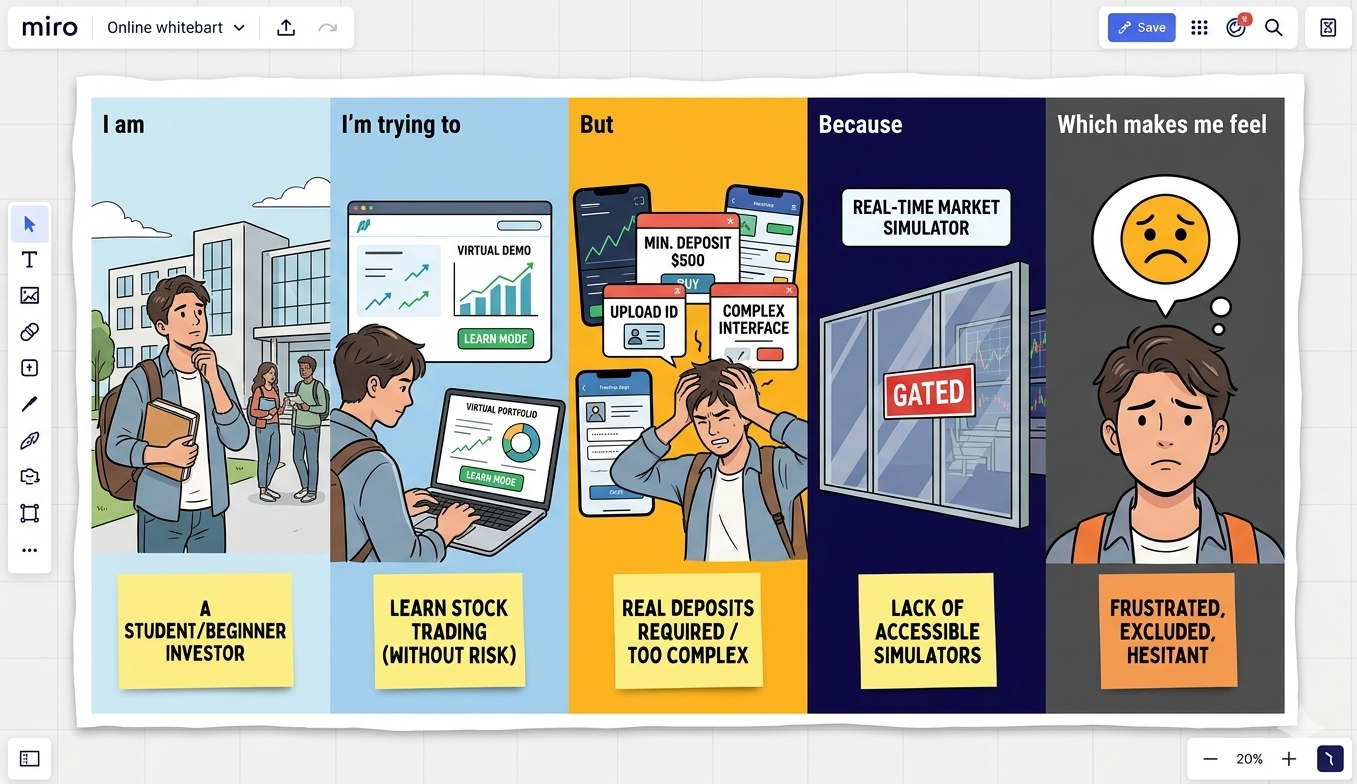 miro
Online whitebart
Save
I am
I'm trying to
But
Because
Which makes me feel
VIRTUAL DEMO
LEARN MODE
VIRTUAL PORTFOLIO
LEARN MODE
MIN. DEPOSIT
$500
BUY
UPLOAD ID
COMPLEX
INTERFACE
REAL-TIME MARKET
SIMULATOR
GATED
A
STUDENT/BEGINNER
INVESTOR
LEARN STOCK
TRADING
(WITHOUT RISK)
REAL DEPOSITS
REQUIRED /
TOO COMPLEX
LACK OF
ACCESSIBLE
SIMULATORS
FRUSTRATED,
EXCLUDED,
HESITANT
20%